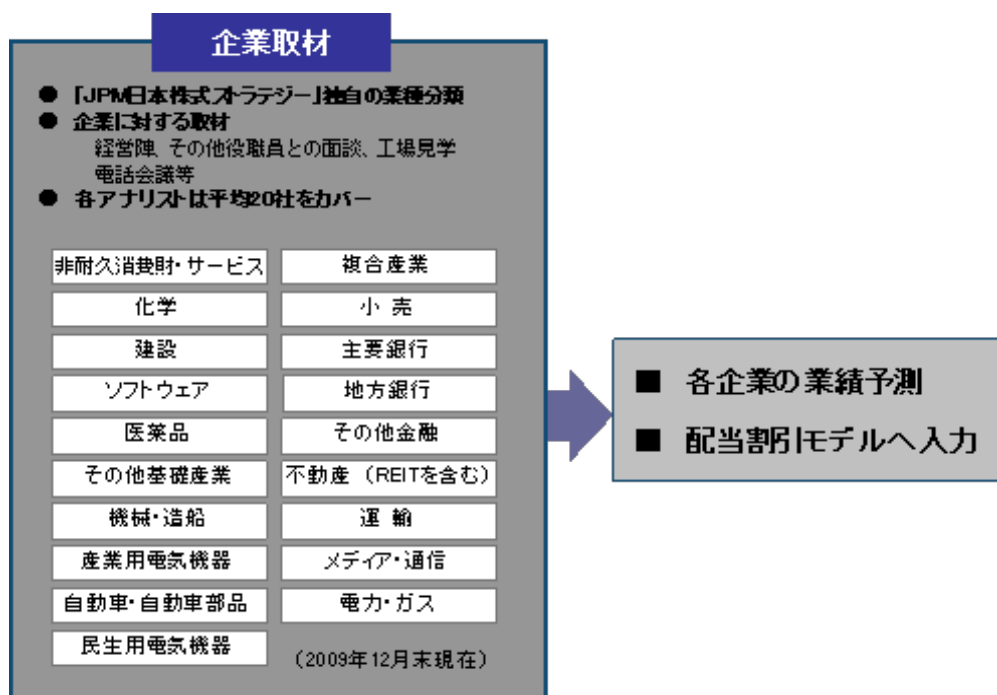 企業取材
● 「JPM日本株式ストラテジー」独自の業種分類
● 企業に対する取材
経営陣、その他役職員との面談、工場見学
電話会議等
● 各アナリストは平均20社をカバー
非耐久消費財・サービス
複合産業
化学
小 売
建設
主要銀行
ソフトウェア
地方銀行
医薬品
その他金融
その他基礎産業
不動産（REITを含む）
機械・造船
運 輸
産業用電気機器
メディア・通信
自動車・自動車部品
電力・ガス
民生用電気機器
（2009年12月末現在）
■ 各企業の業績予測
■ 配当割引モデルへ入力